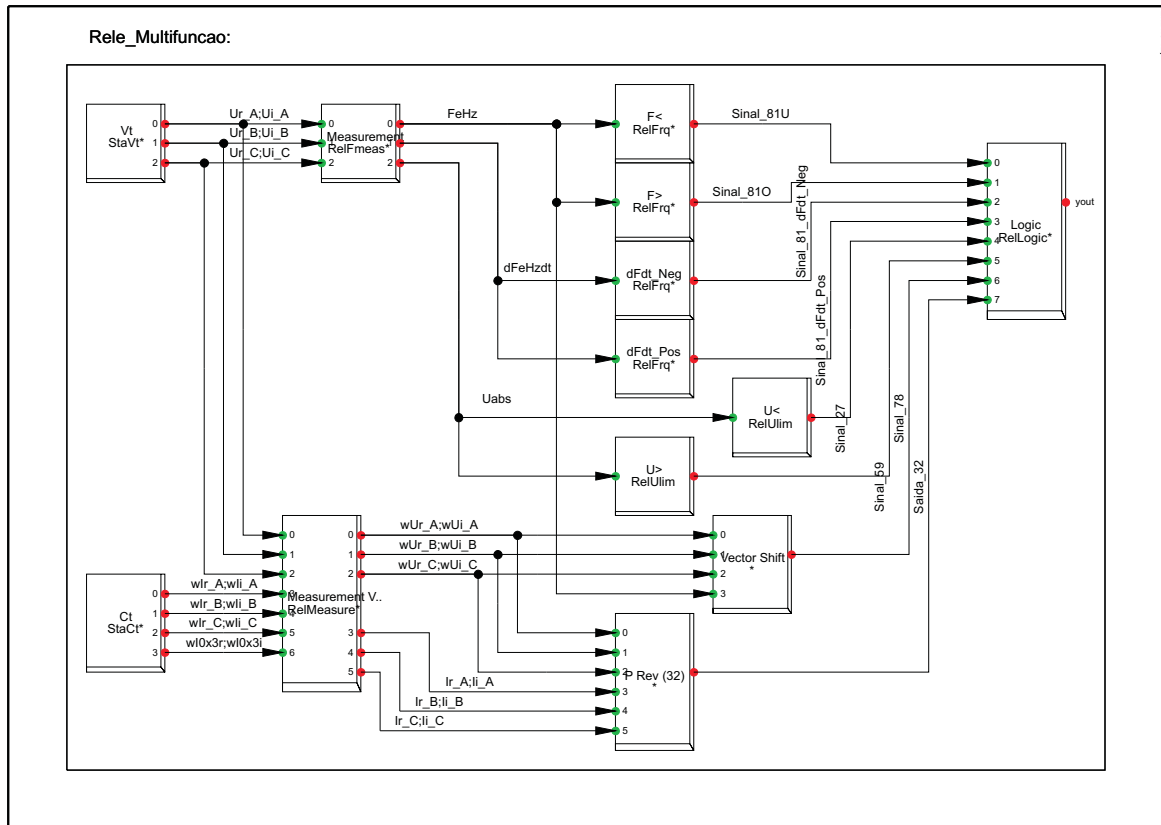 Rele_Multifuncao:
Vt
StaVt*
0
1
2
Ur_A;Ui_A
Ur_B;Ui_B
Ur_C;Ui_C
0
1
2
Measurement
RelFmeas*
0
1
2
FeHz
dFeHzdt
Uabs
F<
RelFrq*
F>
RelFrq*
dFdt_Neg
RelFrq*
dFdt_Pos
RelFrq*
U<
RelUlim
U>
RelUlim
Sinal_81U
Sinal_81O
Sinal_81_dFdt_Neg
Sinal_81_dFdt_Pos
Sinal_27
Sinal_59
Sinal_78
Saida_32
0
1
2
3
4
5
6
7
Logic
RelLogic*
yout
Ct
StaCt*
0
1
2
3
wIr_A;wIi_A
wIr_B;wIi_B
wIr_C;wIi_C
wI0x3r;wI0x3i
0
1
2
3
4
5
6
Measurement V..
RelMeasure*
0
1
2
3
4
5
wUr_A;wUi_A
wUr_B;wUi_B
wUr_C;wUi_C
Ir_A;Ii_A
Ir_B;Ii_B
Ir_C;Ii_C
0
1
2
3
Vector Shift
*
0
1
2
3
4
5
P Rev (32)
*